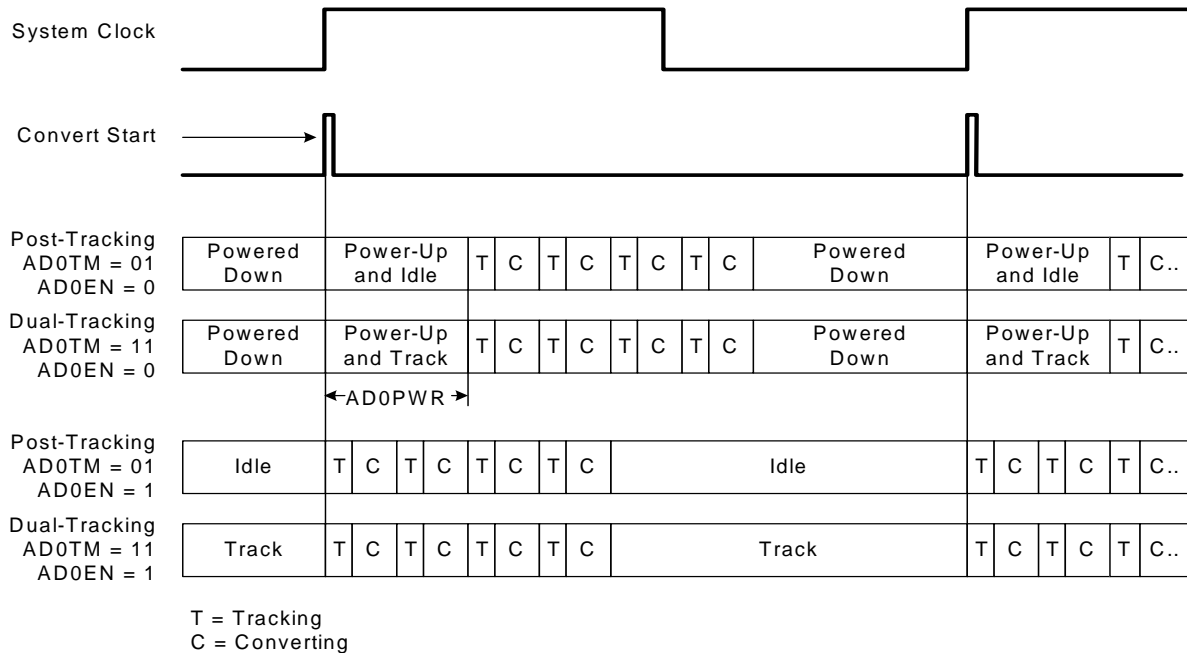 System Clock
Convert Start
Post-Tracking
AD0TM = 01
AD0EN = 0
Powered
Down
Power-Up
and Idle
T C T C T C T C
Powered
Down
Power-Up
and Idle
T C..
Dual-Tracking
AD0TM = 11
AD0EN = 0
Powered
Down
Power-Up
and Track
T C T C T C T C
Powered
Down
Power-Up
and Track
T C..
AD0PWR
Post-Tracking
AD0TM = 01
AD0EN = 1
Idle
T C T C T C T C
Idle
T C T C T C..
Dual-Tracking
AD0TM = 11
AD0EN = 1
Track
T C T C T C T C
Track
T C T C T C..
T = Tracking
C = Converting